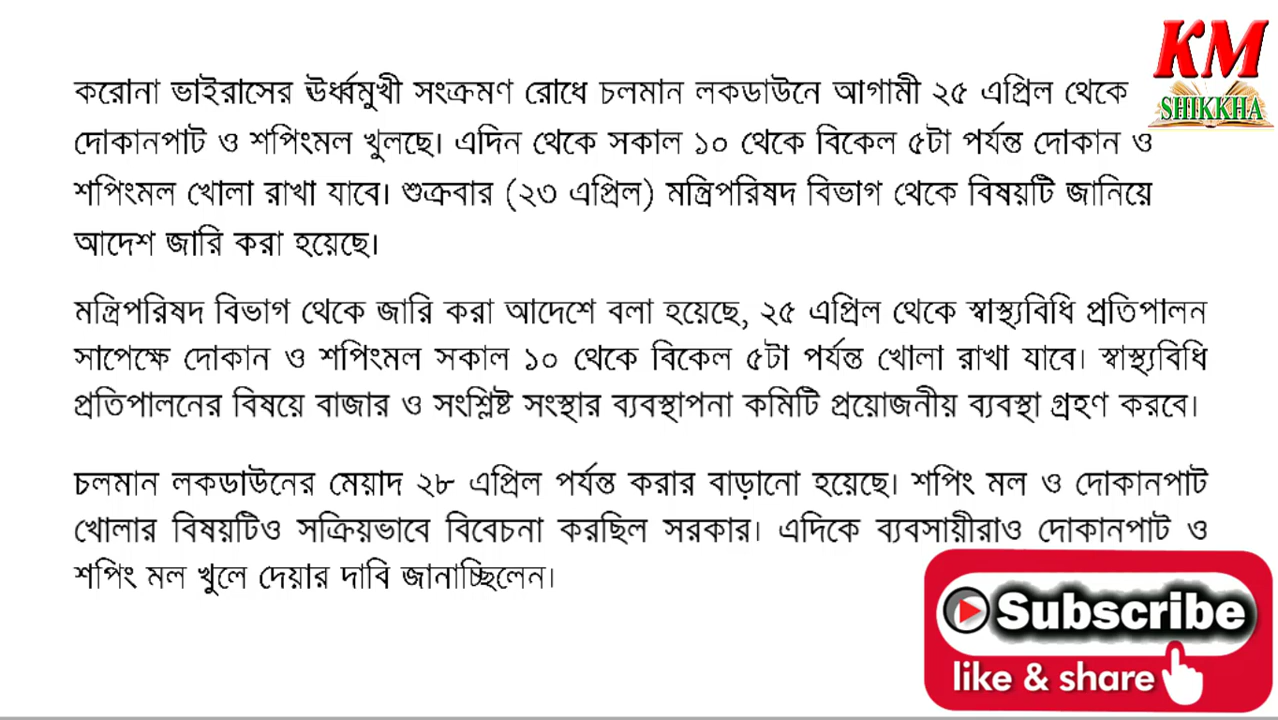 KM
SHIKKHA
করোনা ভাইরাসের ঊর্ধ্বমুখী সংক্রমণ রোধে চলমান লকডাউনে আগামী ২৫ এপ্রিল থেকে
দোকানপাট ও শপিংমল খুলছে। এদিন থেকে সকাল ১০ থেকে বিকেল ৫টা পর্যন্ত দোকান ও
শপিংমল খোলা রাখা যাবে। শুক্রবার (২৩ এপ্রিল) মন্ত্রিপরিষদ বিভাগ থেকে বিষয়টি জানিয়ে
আদেশ জারি করা হয়েছে।
মন্ত্রিপরিষদ বিভাগ থেকে জারি করা আদেশে বলা হয়েছে, ২৫ এপ্রিল থেকে স্বাস্থ্যবিধি প্রতিপালন
সাপেক্ষে দোকান ও শপিংমল সকাল ১০ থেকে বিকেল ৫টা পর্যন্ত খোলা রাখা যাবে। স্বাস্থ্যবিধি
প্রতিপালনের বিষয়ে বাজার ও সংশ্লিষ্ট সংস্থার ব্যবস্থাপনা কমিটি প্রয়োজনীয় ব্যবস্থা গ্রহণ করবে।
চলমান লকডাউনের মেয়াদ ২৮ এপ্রিল পর্যন্ত করার বাড়ানো হয়েছে। শপিং মল ও দোকানপাট
খোলার বিষয়টিও সক্রিয়ভাবে বিবেচনা করছিল সরকার। এদিকে ব্যবসায়ীরাও দোকানপাট ও
শপিং মল খুলে দেয়ার দাবি জানাচ্ছিলেন।
Subscribe
like & share